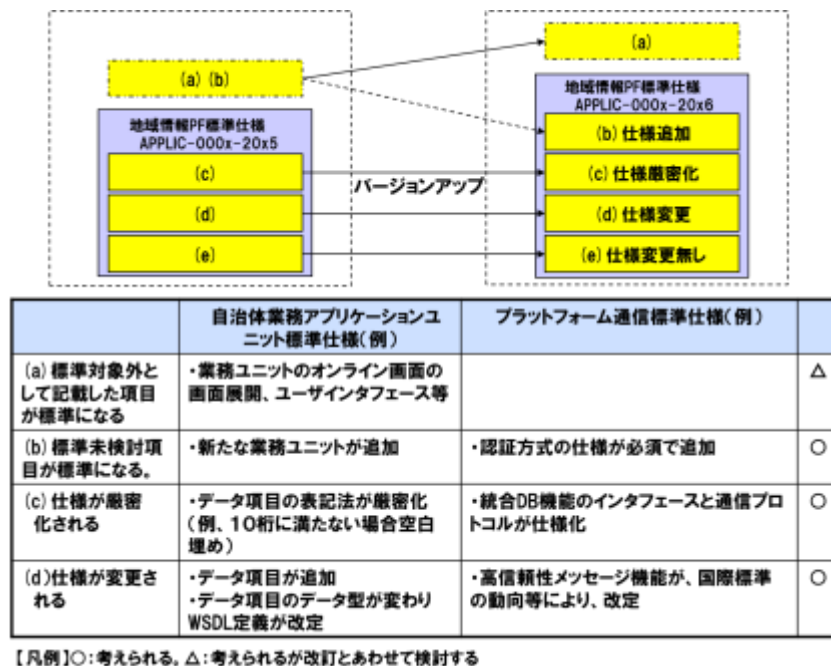 (a)
(a) (b)
地域情報PF標準仕様
APPLIC-000x-20x6
地域情報PF標準仕様
APPLIC-000x-20x5
(b) 仕様追加
(c)
バージョンアップ
(c) 仕様厳密化
(d)
(d) 仕様変更
(e)
(e) 仕様変更無し
自治体業務アプリケーションユ
ニット標準仕様(例)
プラットフォーム通信標準仕様(例)
(a) 標準対象外と
して記載した項目
が標準になる
・業務ユニットのオンライン画面の
画面展開、ユーザインタフェース等
△
(b) 標準未検討項
目が標準になる。
・新たな業務ユニットが追加
・認証方式の仕様が必須で追加
○
(c) 仕様が厳密
化される
・データ項目の表記法が厳密化
(例、10桁に満たない場合空白
埋め)
・統合DB機能のインタフェースと通信プロ
トコルが仕様化
○
(d)仕様が変更さ
れる
・データ項目が追加
・データ項目のデータ型が変わり
WSDL定義が改定
・高信頼性メッセージ機能が、国際標準
の動向等により、改定
○
【凡例】○:考えられる。△:考えられるが改訂とあわせて検討する